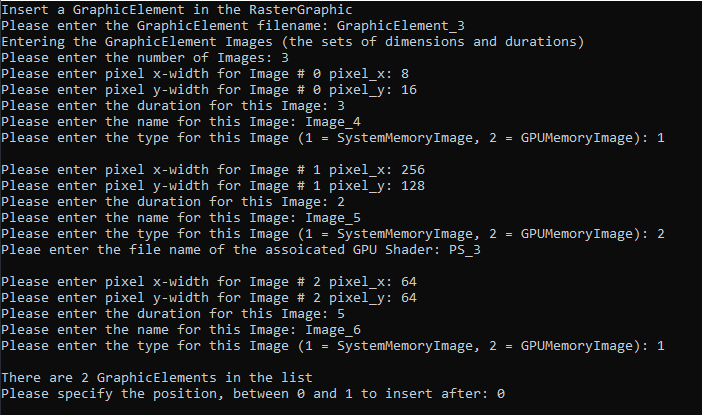 Insert a GraphicElement in the RasterGraphic
Please enter the GraphicElement filename: GraphicElement_3
Entering the GraphicElement Images (the sets of dimensions and durations)
Please enter the number of Images: 3
Please enter pixel x-width for Image # 0 pixel_x: 8
Please enter pixel y-width for Image # 0 pixel_y: 16
Please enter the duration for this Image: 3
Please enter the name for this Image: Image_4
Please enter the type for this Image (1 = SystemMemoryImage, 2 = GPUMemoryImage): 1
Please enter pixel x-width for Image # 1 pixel_x: 256
Please enter pixel y-width for Image # 1 pixel_y: 128
Please enter the duration for this Image: 2
Please enter the name for this Image: Image_5
Please enter the type for this Image (1 = SystemMemoryImage, 2 = GPUMemoryImage): 2
Pleae enter the file name of the assoicated GPU Shader: PS_3
Please enter pixel x-width for Image # 2 pixel_x: 64
Please enter pixel y-width for Image # 2 pixel_y: 64
Please enter the duration for this Image: 5
Please enter the name for this Image: Image_6
Please enter the type for this Image (1 = SystemMemoryImage, 2 = GPUMemoryImage): 1
There are 2 GraphicElements in the list
Please specify the position, between 0 and 1 to insert after: 0